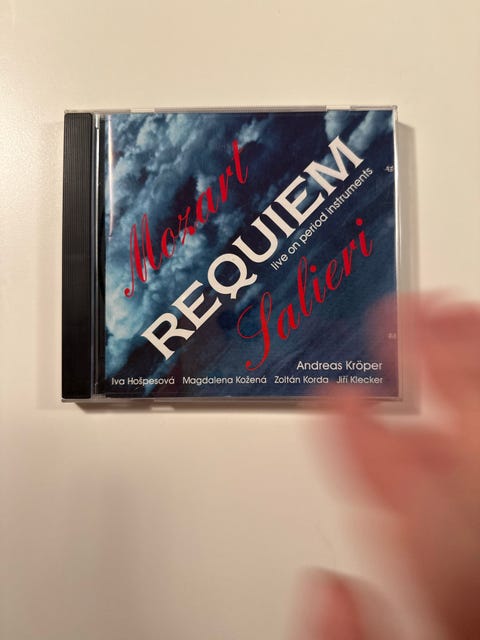 Mozart
REQUIEM
live on period instruments
Salieri
Andreas Kröper
Iva Hošpesová Magdalena Kožená Zoltán Korda Jiří Klecker